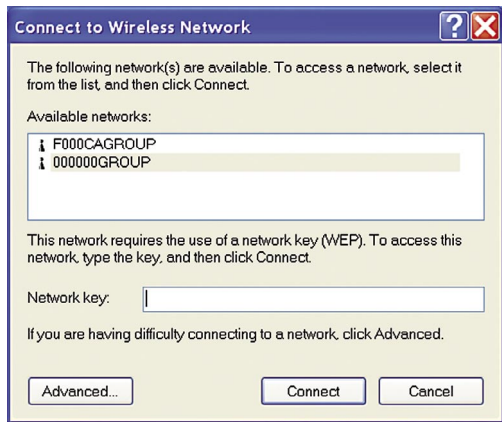 Connect to Wireless Network
The following network(s) are available. To access a network, select it
from the list, and then click Connect.
Available networks:
F000CAGROUP
000000GROUP
This network requires the use of a network key (WEP). To access this
network, type the key, and then click Connect.
Network key:
If you are having difficulty connecting to a network, click Advanced.
Advanced...
Connect
Cancel